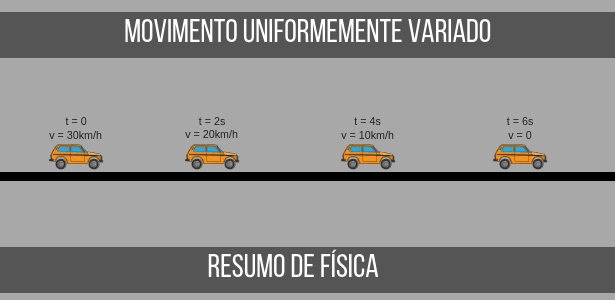 MOVIMENTO UNIFORMEMENTE VARIADO
t = 0
v = 30km/h
t = 2s
v = 20km/h
t = 4s
v = 10km/h
t = 6s
v = 0
RESUMO DE FÍSICA